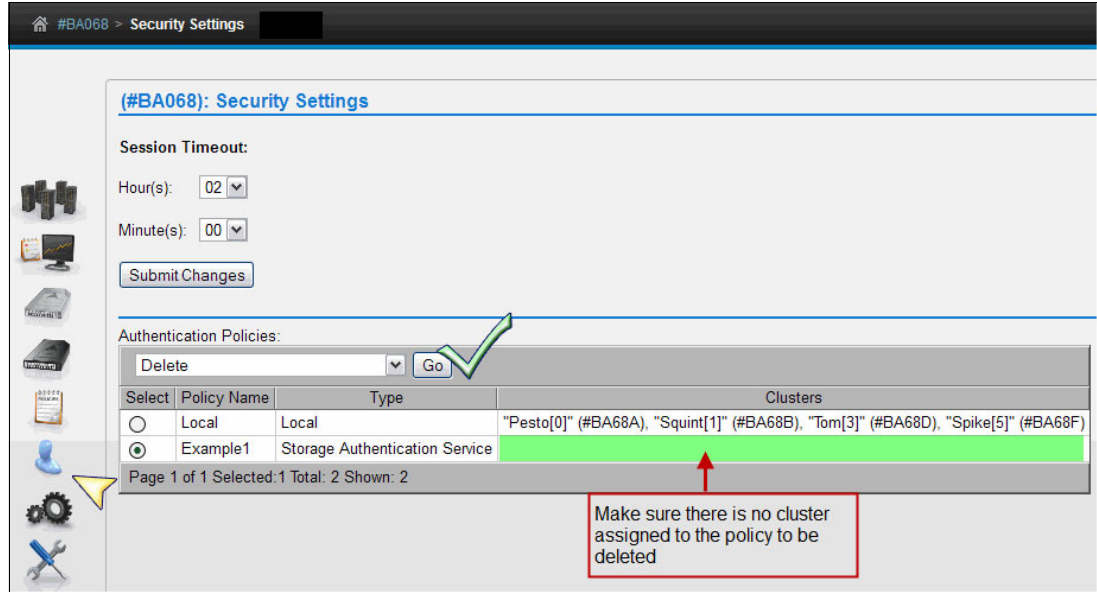 #BA068 > Security Settings
(#BA068): Security Settings
Session Timeout:
Hour(s): 02
Minute(s): 00
Submit Changes
Authentication Policies:
Delete Go
Select Policy Name Type Clusters
Local Local "Pesto[0]" (#BA68A), "Squint[1]" (#BA68B), "Tom[3]" (#BA68D), "Spike[5]" (#BA68F)
Example1 Storage Authentication Service
Page 1 of 1 Selected:1 Total: 2 Shown: 2
Make sure there is no cluster
assigned to the policy to be
deleted